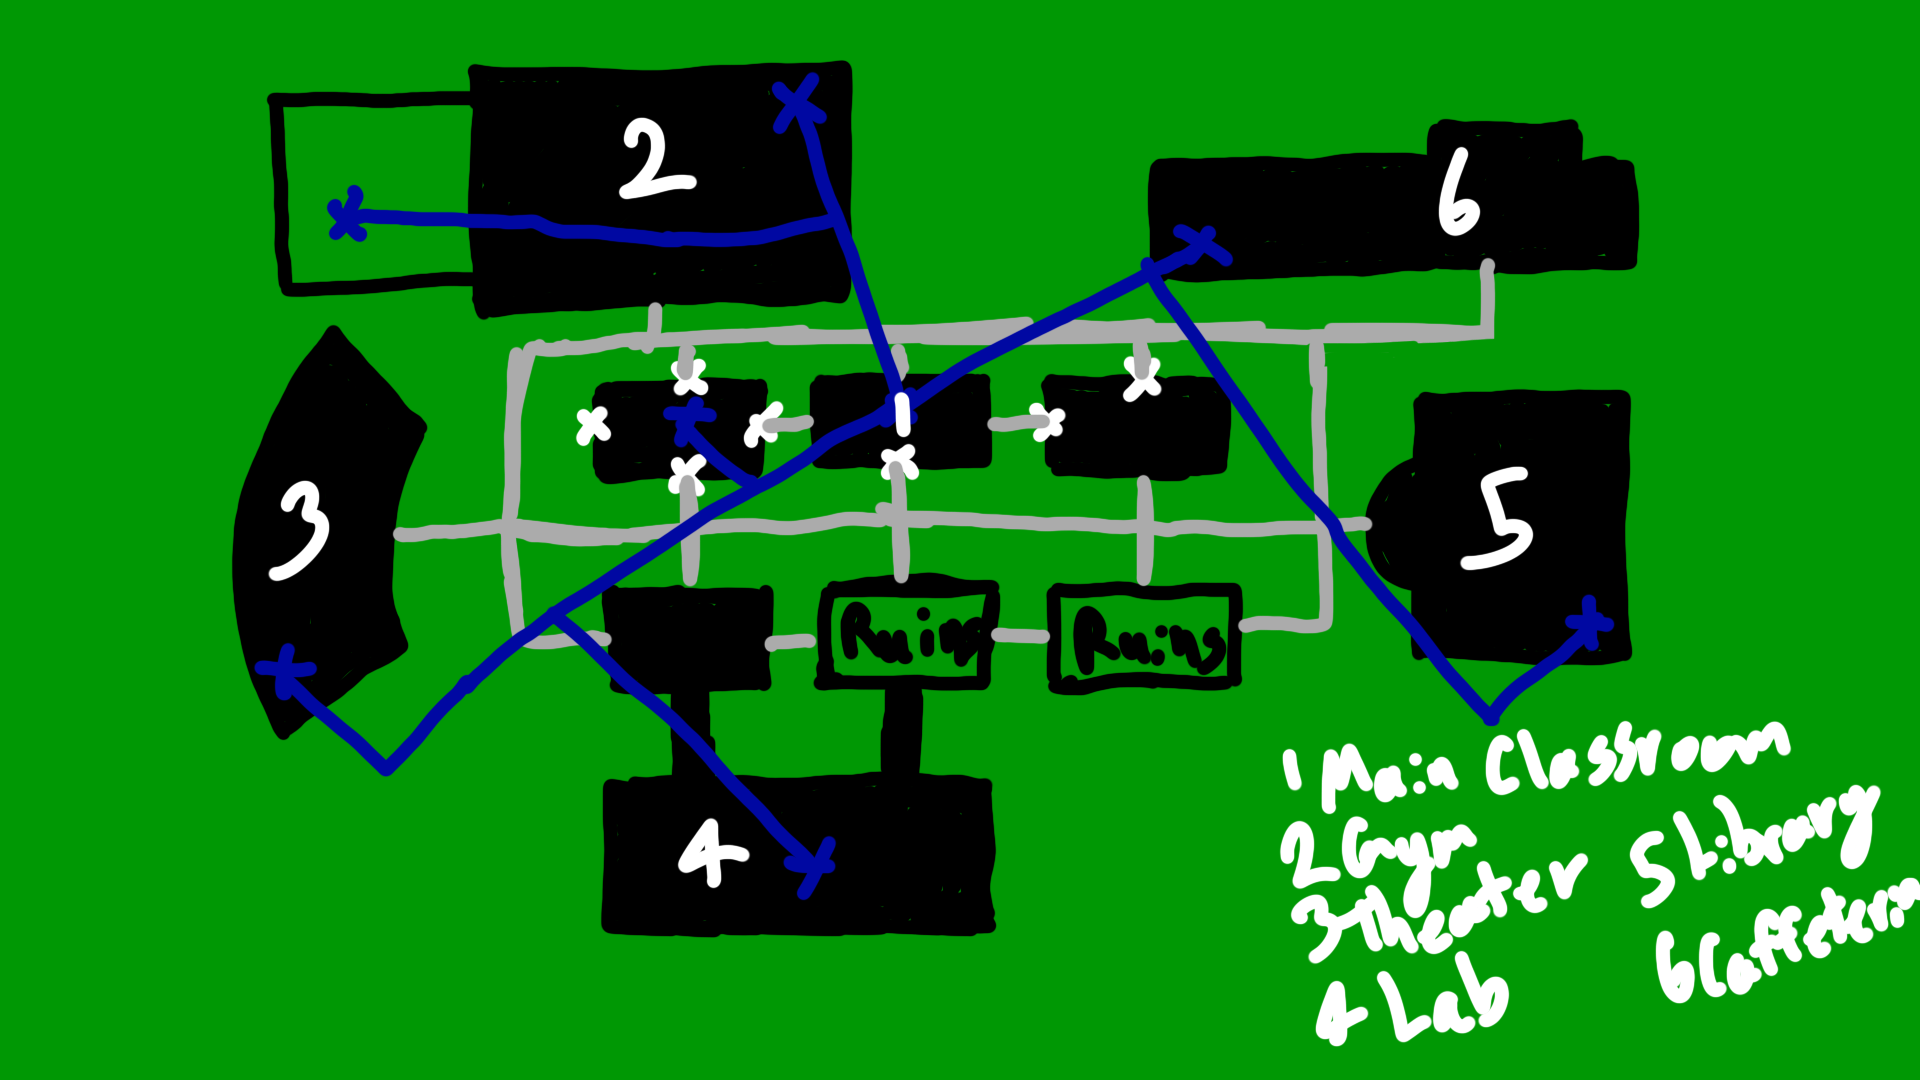 2
6
1
3
5
Ruins
Ruins
4
1 Main Classroom
2 Gym
3 Theater
4 Lab
5 Library
6 Caffeteria